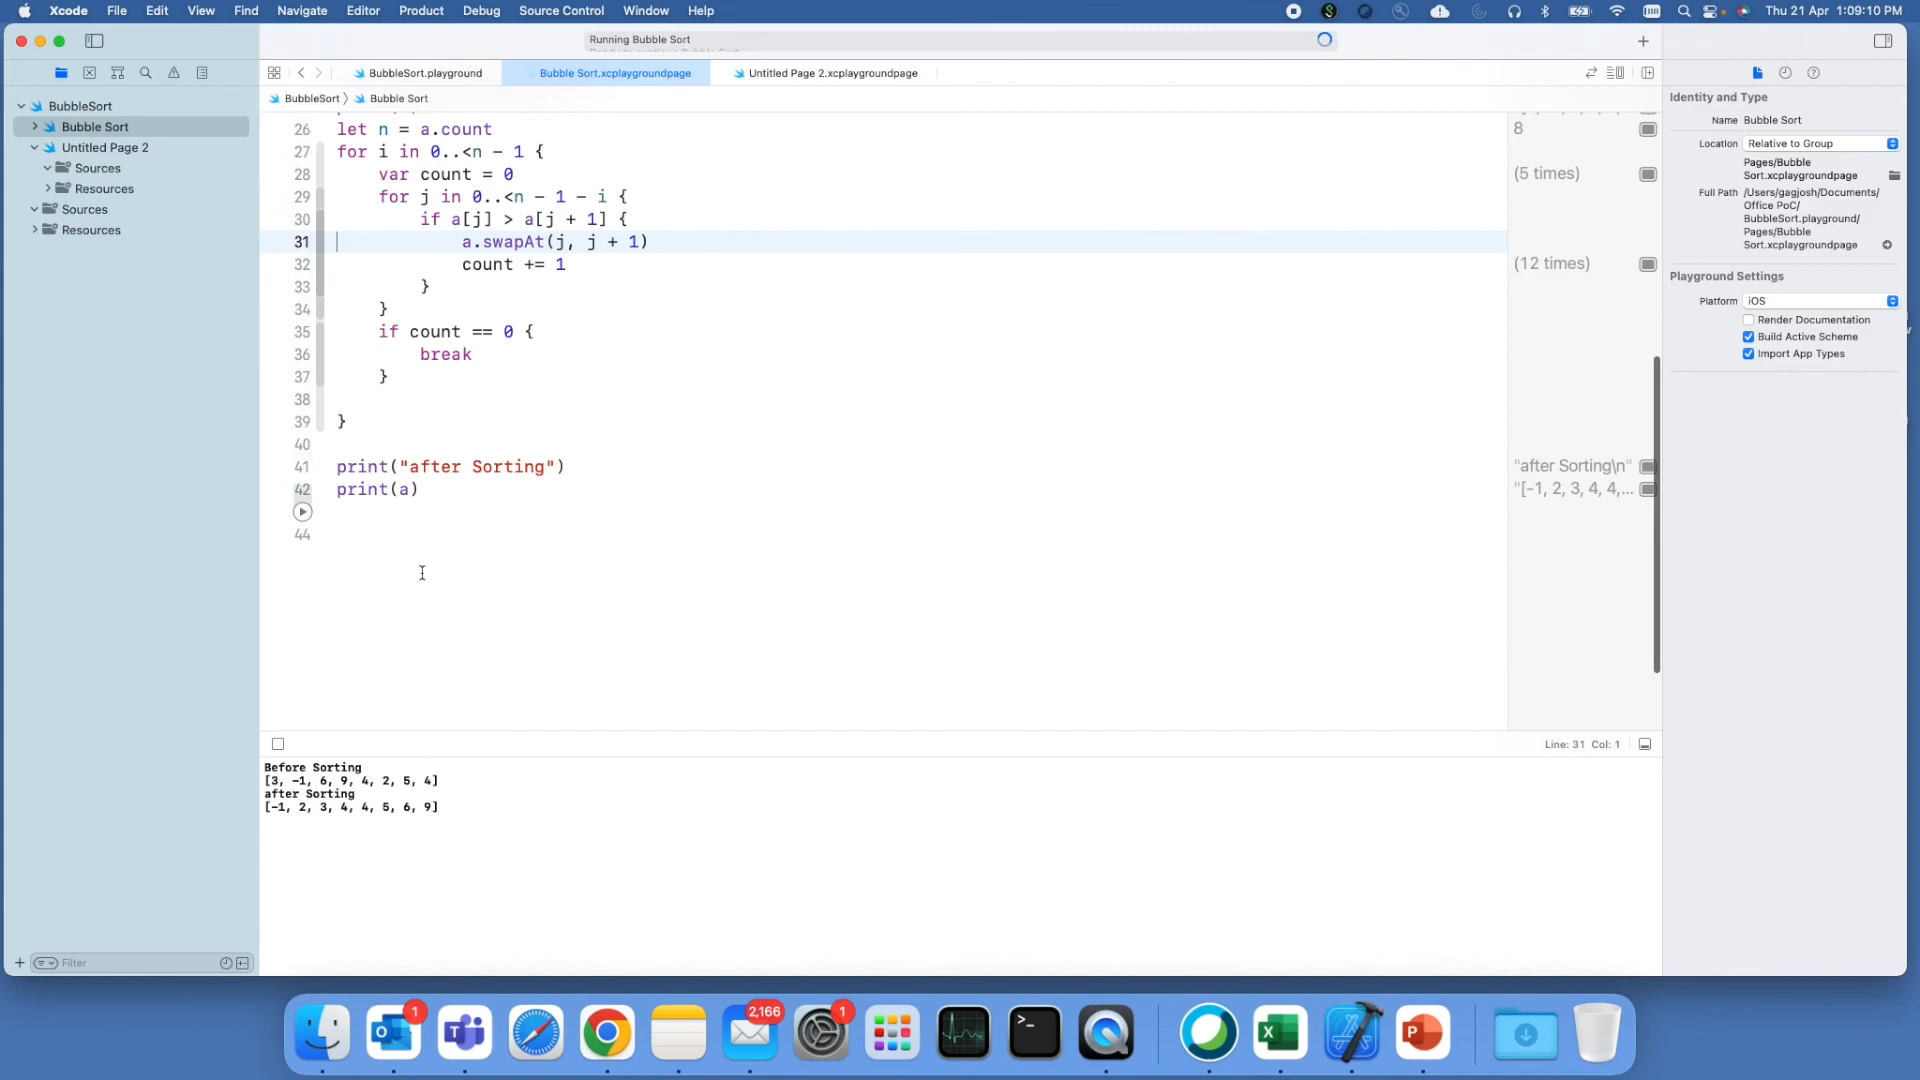 Xcode File Edit View Find Navigate Editor Product Debug Source Control Window Help
Thu 21 Apr 1:09:10 PM
Running Bubble Sort
BubbleSort.playground
Bubble Sort.xcplaygroundpage
Untitled Page 2.xcplaygroundpage
BubbleSort
Bubble Sort
BubbleSort
Bubble Sort
Untitled Page 2
Sources
Resources
Sources
Resources
Filter
26 let n = a.count
27 for i in 0..<n - 1 {
28 var count = 0
29 for j in 0..<n - 1 - i {
30 if a[j] > a[j + 1] {
31 a.swapAt(j, j + 1)
32 count += 1
33 }
34 }
35 if count == 0 {
36 break
37 }
38
39 }
40
41 print("after Sorting")
42 print(a)
44
8
(5 times)
(12 times)
"after Sorting\n"
"[-1, 2, 3, 4, 4,...
Line: 31 Col: 1
Before Sorting
[3, -1, 6, 9, 4, 2, 5, 4]
after Sorting
[-1, 2, 3, 4, 4, 5, 6, 9]
Identity and Type
Name Bubble Sort
Location Relative to Group
Pages/Bubble
Sort.xcplaygroundpage
Full Path /Users/gagjosh/Documents/
Office PoC/
BubbleSort.playground/
Pages/Bubble
Sort.xcplaygroundpage
Playground Settings
Platform iOS
Render Documentation
Build Active Scheme
Import App Types
1
2,166
1